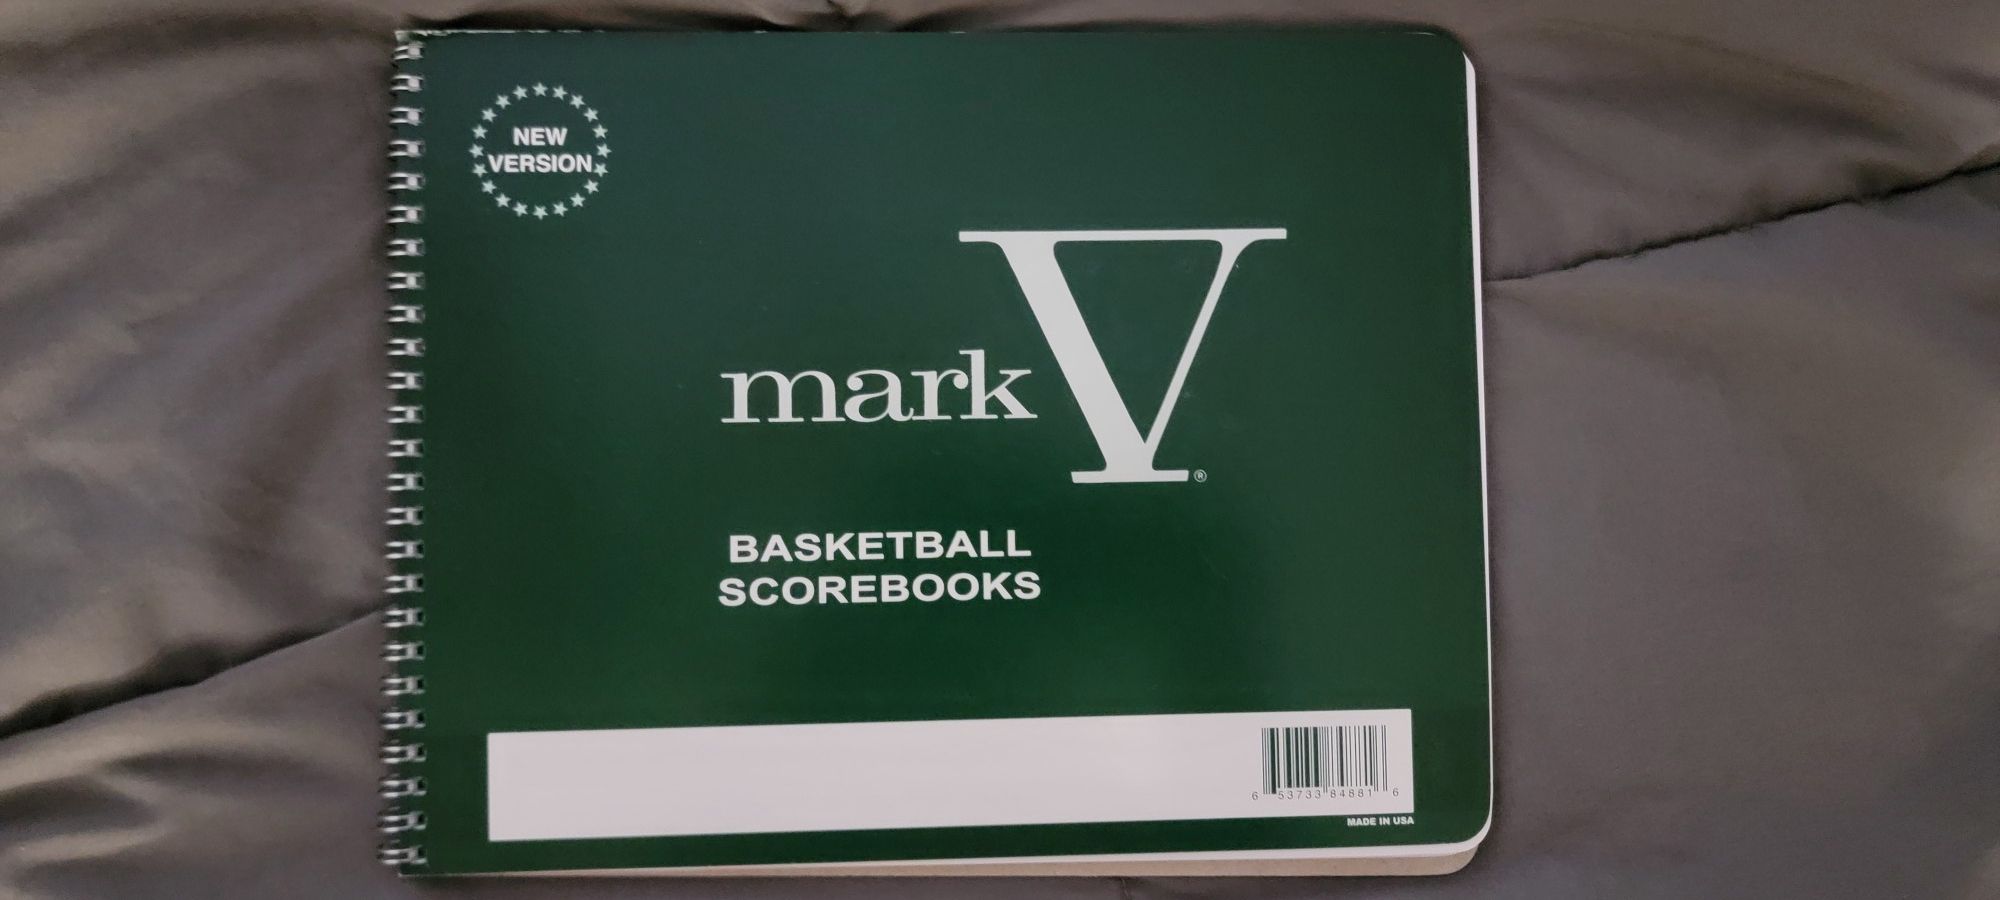 NEW
VERSION
mark V®
BASKETBALL
SCOREBOOKS
6 53733 84881 6
MADE IN USA